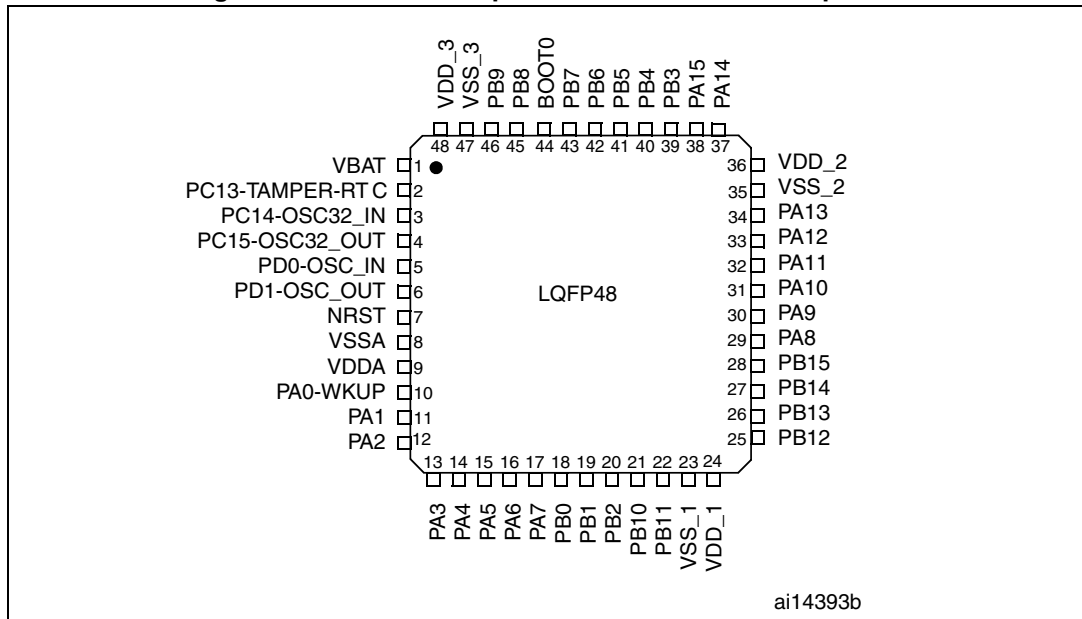 VDD_3
VSS_3
PB9
PB8
BOOT0
PB7
PB6
PB5
PB4
PB3
PA15
PA14
48 47 46 45 44 43 42 41 40 39 38 37
VBAT 1
PC13-TAMPER-RT C 2
PC14-OSC32_IN 3
PC15-OSC32_OUT 4
PD0-OSC_IN 5
PD1-OSC_OUT 6
NRST 7
VSSA 8
VDDA 9
PA0-WKUP 10
PA1 11
PA2 12
LQFP48
36 VDD_2
35 VSS_2
34 PA13
33 PA12
32 PA11
31 PA10
30 PA9
29 PA8
28 PB15
27 PB14
26 PB13
25 PB12
13 14 15 16 17 18 19 20 21 22 23 24
PA3
PA4
PA5
PA6
PA7
PB0
PB1
PB2
PB10
PB11
VSS_1
VDD_1
ai14393b